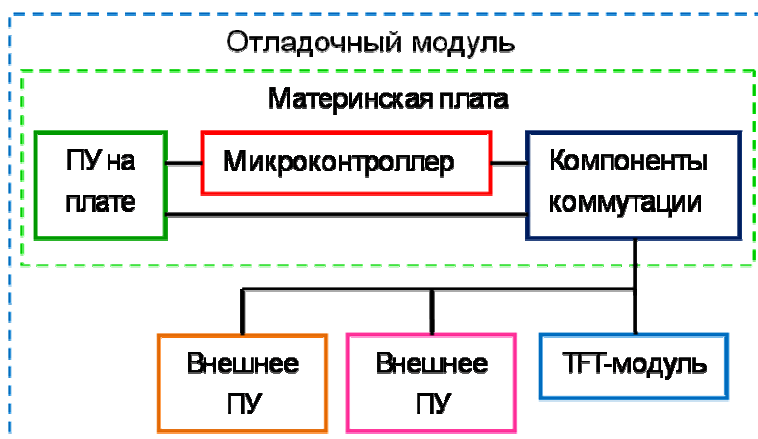 Отладочный модуль
Материнская плата
ПУ на
плате
Микроконтроллер
Компоненты
коммутации
Внешнее
ПУ
Внешнее
ПУ
TFT-модуль